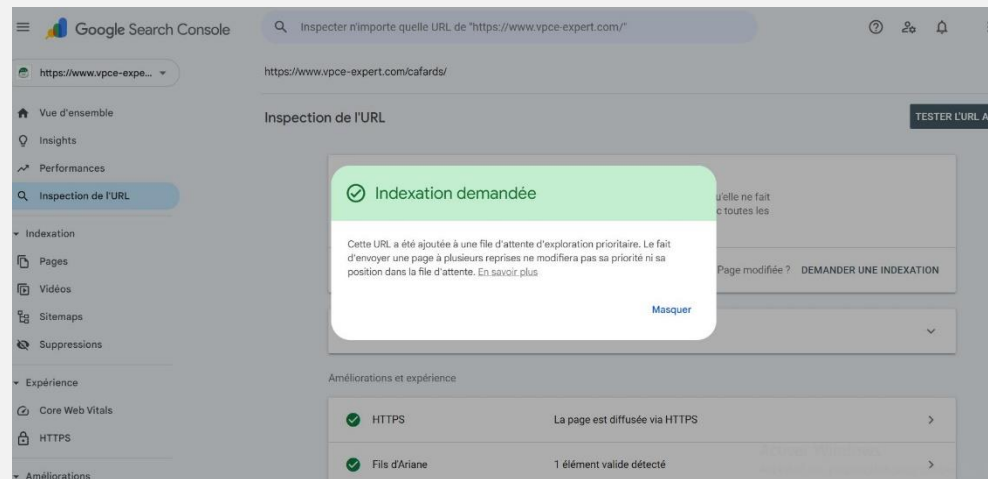 Google Search Console
Inspecter n'importe quelle URL de "https://www.vpce-expert.com/"
https://www.vpce-expe...
https://www.vpce-expert.com/cafards/
Vue d'ensemble
Insights
Performances
Inspection de l'URL
Indexation
Pages
Vidéos
Sitemaps
Suppressions
Expérience
Core Web Vitals
HTTPS
Améliorations
Inspection de l'URL
TESTER L'URL A
Indexation demandée
Cette URL a été ajoutée à une file d'attente d'exploration prioritaire. Le fait
d'envoyer une page à plusieurs reprises ne modifiera pas sa priorité ni sa
position dans la file d'attente. En savoir plus
Masquer
u'elle ne fait
c toutes les
Page modifiée ? DEMANDER UNE INDEXATION
Améliorations et expérience
HTTPS La page est diffusée via HTTPS
Fils d'Ariane 1 élément valide détecté